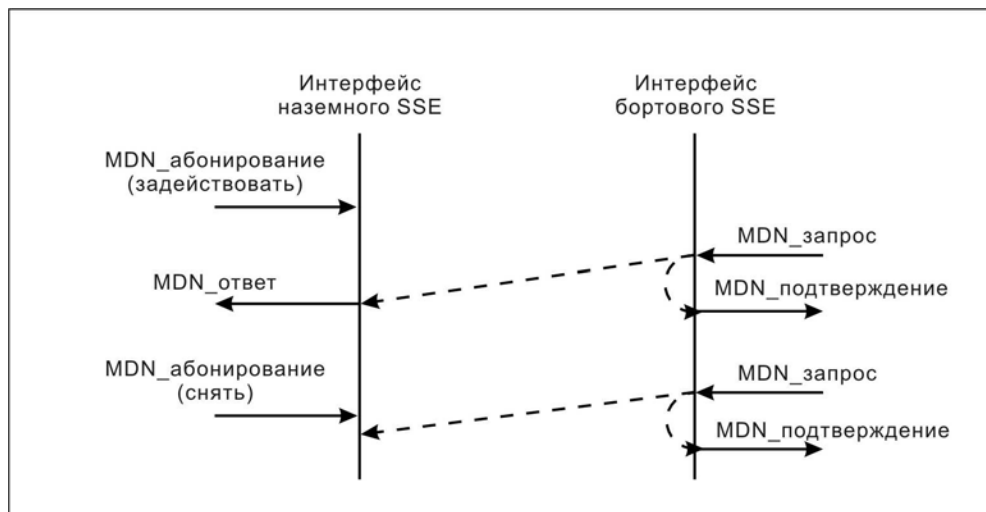 Интерфейс
наземного SSE
Интерфейс
бортового SSE
MDN_абонирование
(задействовать)
MDN_запрос
MDN_ответ
MDN_подтверждение
MDN_абонирование
(снять)
MDN_запрос
MDN_подтверждение